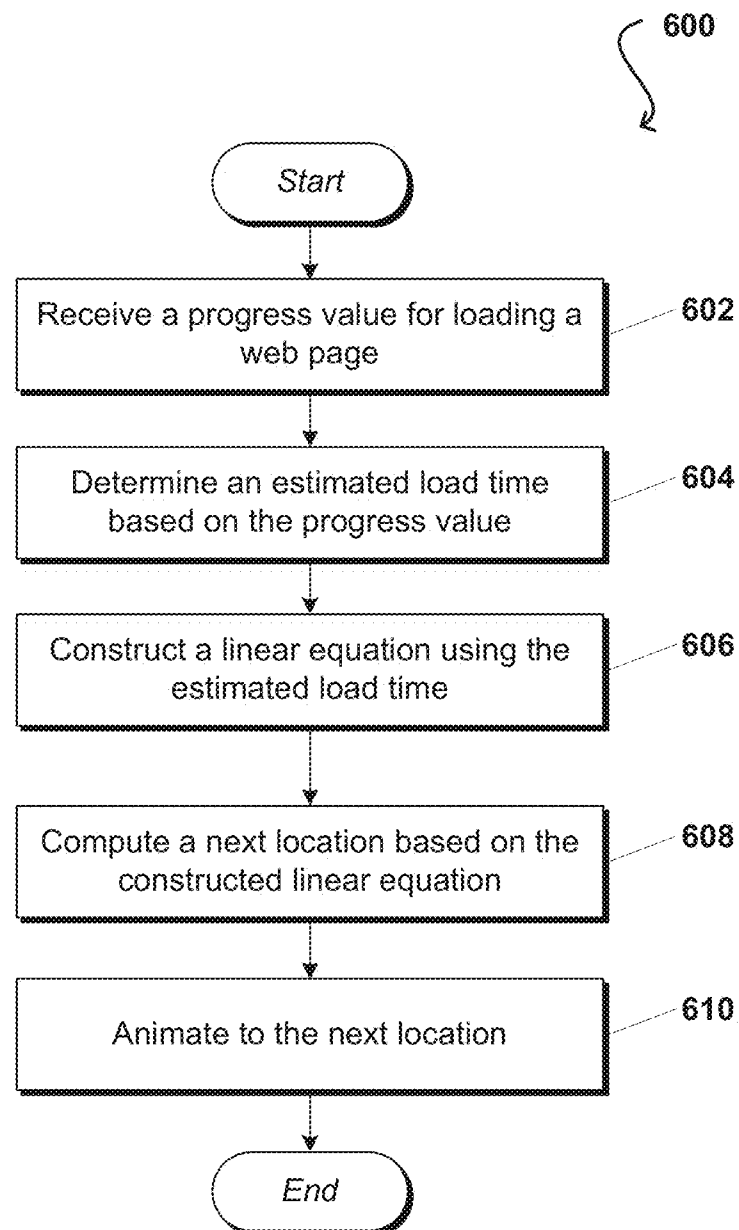 600
Start
Receive a progress value for loading a
web page
602
Determine an estimated load time
based on the progress value
604
Construct a linear equation using the
estimated load time
606
Compute a next location based on the
constructed linear equation
608
Animate to the next location
610
End